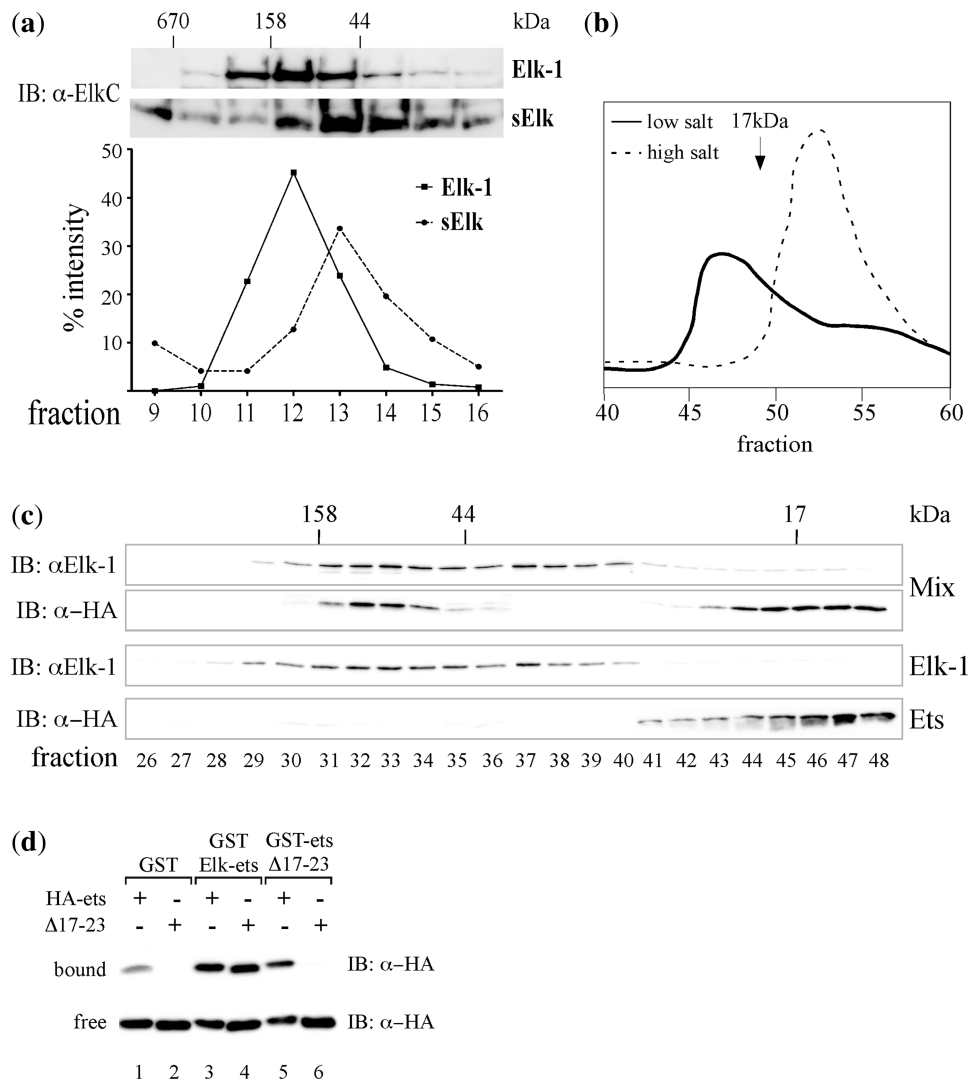 (a)
670 158 44 kDa
IB: α-ElkC
Elk-1
sElk
50
40
30
20
10
% intensity
Elk-1
sElk
fraction 9 10 11 12 13 14 15 16
(b)
low salt
high salt
17kDa
40 45 50 55 60
fraction
(c)
158 44 17 kDa
IB: αElk-1
IB: α–HA
Mix
IB: αElk-1 Elk-1
IB: α–HA Ets
fraction 26 27 28 29 30 31 32 33 34 35 36 37 38 39 40 41 42 43 44 45 46 47 48
(d)
GST
GST Elk-ets
GST-ets Δ17-23
HA-ets + - + - + -
Δ17-23 - + - + - +
bound IB: α–HA
free IB: α–HA
1 2 3 4 5 6